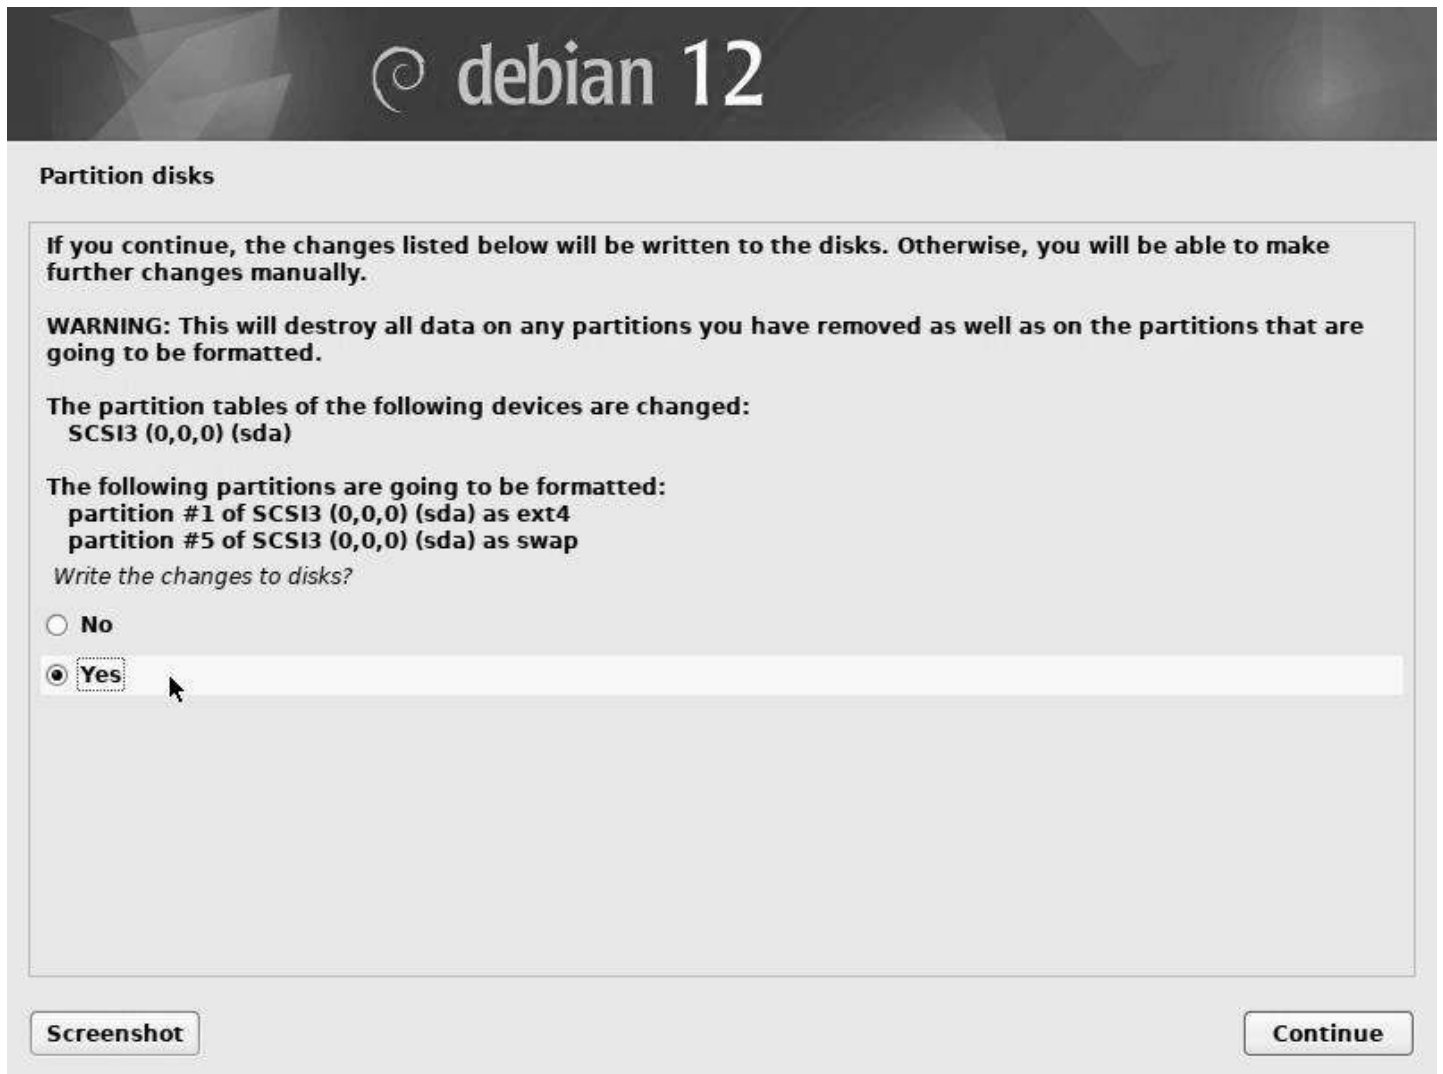 debian 12
Partition disks
If you continue, the changes listed below will be written to the disks. Otherwise, you will be able to make
further changes manually.
WARNING: This will destroy all data on any partitions you have removed as well as on the partitions that are
going to be formatted.
The partition tables of the following devices are changed:
SCSI3 (0,0,0) (sda)
The following partitions are going to be formatted:
partition #1 of SCSI3 (0,0,0) (sda) as ext4
partition #5 of SCSI3 (0,0,0) (sda) as swap
Write the changes to disks?
No
Yes
Screenshot
Continue